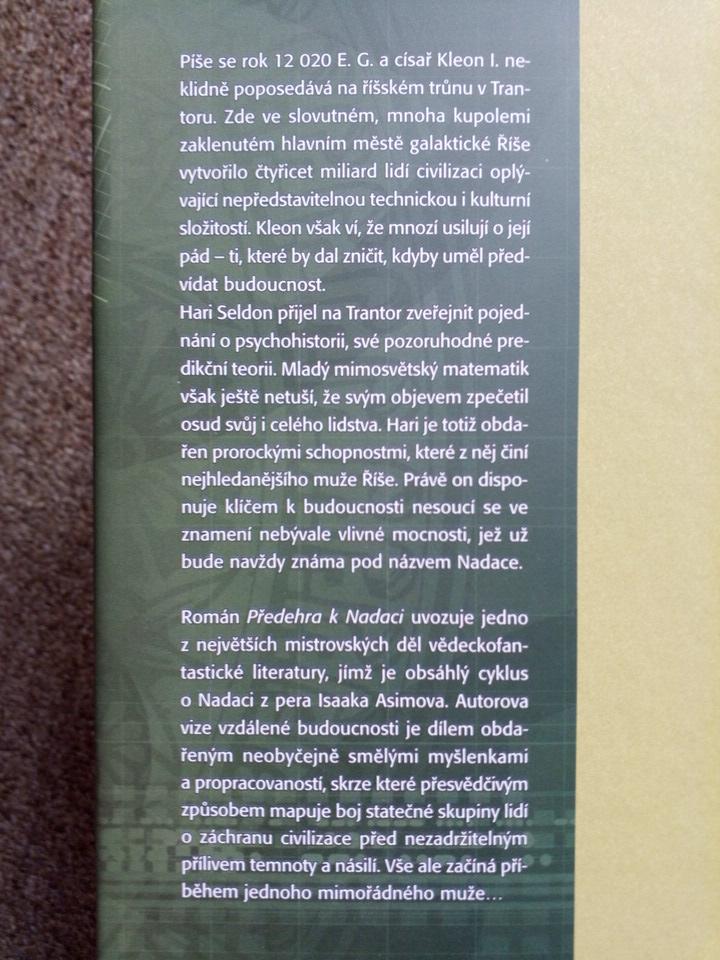 Píše se rok 12 020 E. G. a císař Kleon I. ne-
klidně poposedává na říšském trůnu v Tran-
toru. Zde ve slovutném, mnoha kupolemi
zaklenutém hlavním městě galaktické Říše
vytvořilo čtyřicet miliard lidí civilizaci oplý-
vající nepředstavitelnou technickou i kulturní
složitostí. Kleon však ví, že mnozí usilují o její
pád – ti, které by dal zničit, kdyby uměl před-
vídat budoucnost.
Hari Seldon přijel na Trantor zveřejnit pojed-
nání o psychohistorii, své pozoruhodné pre-
dikční teorii. Mladý mimosvětský matematik
však ještě netuší, že svým objevem zpečetil
osud svůj i celého lidstva. Hari je totiž obda-
řen prorockými schopnostmi, které z něj činí
nejhledanějšího muže Říše. Právě on dispo-
nuje klíčem k budoucnosti nesoucí se ve
znamení nebývale vlivné mocnosti, jež už
bude navždy známa pod názvem Nadace.
Román Předehra k Nadaci uvozuje jedno
z největších mistrovských děl vědeckofan-
tastické literatury, jímž je obsáhlý cyklus
o Nadaci z pera Isaaka Asimova. Autorova
vize vzdálené budoucnosti je dílem obda-
řeným neobyčejně smělými myšlenkami
a propracovaností, skrze které přesvědčivým
způsobem mapuje boj statečné skupiny lidí
o záchranu civilizace před nezadržitelným
přílivem temnoty a násilí. Vše ale začíná pří-
během jednoho mimořádného muže…